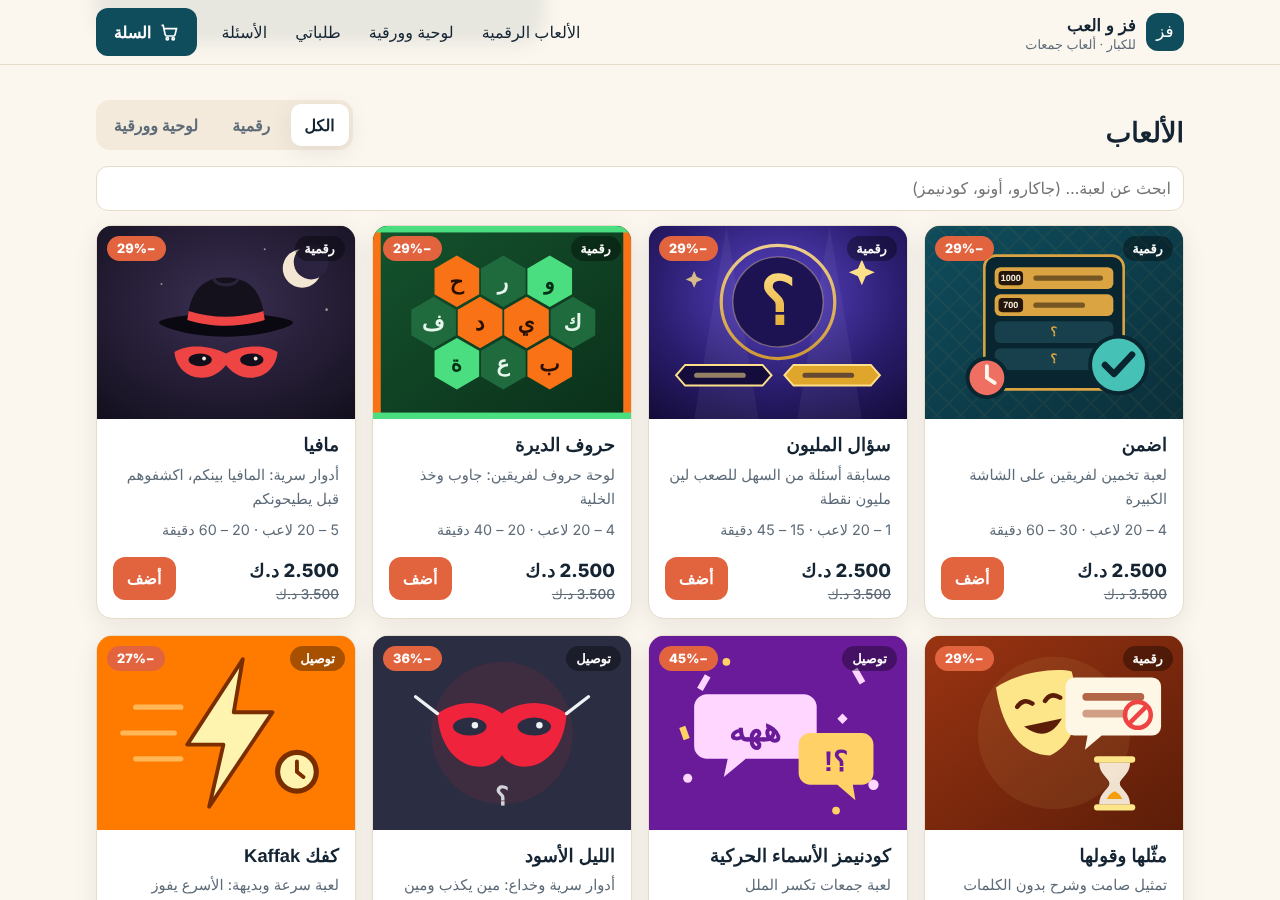 فز
فز و العب
للكبار · ألعاب جمعات
الألعاب الرقمية
لوحية وورقية
طلباتي
الأسئلة
السلة
الألعاب
الكل
رقمية
لوحية وورقية
ابحث عن لعبة... (جاكارو، أونو، كودنيمز)
رقمية
−29%
1000
700
؟
؟
اضمن
لعبة تخمين لفريقين على الشاشة
الكبيرة
4 – 20 لاعب · 30 – 60 دقيقة
2.500 د.ك
3.500 د.ك
أضف
رقمية
−29%
؟
سؤال المليون
مسابقة أسئلة من السهل للصعب لين
مليون نقطة
1 – 20 لاعب · 15 – 45 دقيقة
2.500 د.ك
3.500 د.ك
أضف
رقمية
−29%
و ر ح
ك ي د ف
ب ع ة
حروف الديرة
لوحة حروف لفريقين: جاوب وخذ
الخلية
4 – 20 لاعب · 20 – 40 دقيقة
2.500 د.ك
3.500 د.ك
أضف
رقمية
−29%
مافيا
أدوار سرية: المافيا بينكم، اكشفوهم
قبل يطيحونكم
5 – 20 لاعب · 20 – 60 دقيقة
2.500 د.ك
3.500 د.ك
أضف
رقمية
−29%
مثّلها وقولها
تمثيل صامت وشرح بدون الكلمات
توصيل
−45%
ههه
؟!
كودنيمز الأسماء الحركية
لعبة جمعات تكسر الملل
توصيل
−36%
؟
الليل الأسود
أدوار سرية وخداع: مين يكذب ومين
توصيل
−27%
كفك Kaffak
لعبة سرعة وبديهة: الأسرع يفوز